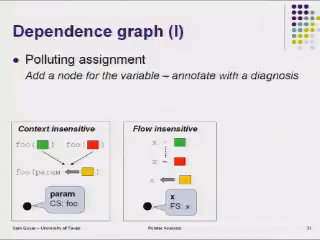 Dependence graph (I)
Polluting assignment
Add a node for the variable – annotate with a diagnosis
Context insensitive
foo( ) foo( )
foo(param )
param
CS: foo
Flow insensitive
x =
x =
x
x
FS: x
Sam Guyer – University of Texas
Pointer Analysis